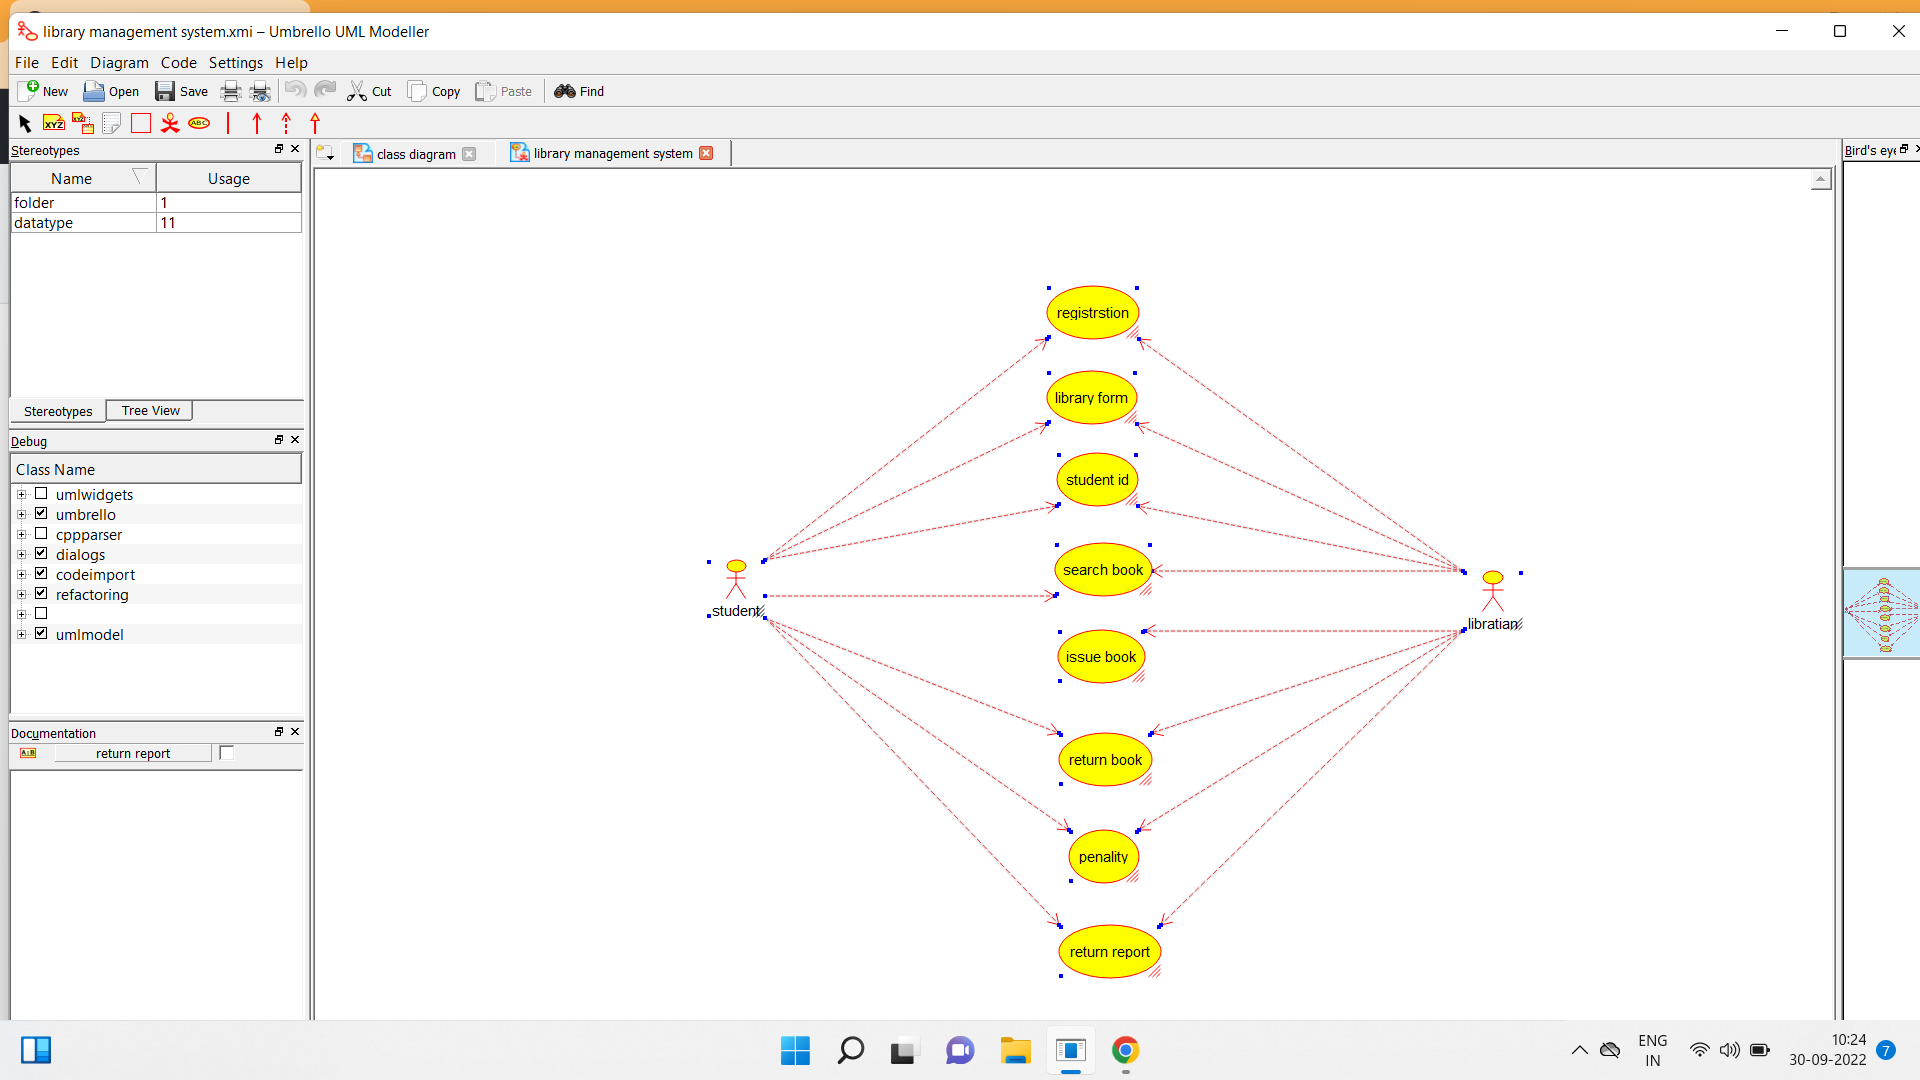 library management system.xmi – Umbrello UML Modeller
File Edit Diagram Code Settings Help
New Open Save Cut Copy Paste Find
XYZ XYZ ABC
Stereotypes
Name Usage
folder 1
datatype 11
Stereotypes Tree View
Debug
Class Name
umlwidgets
umbrello
cppparser
dialogs
codeimport
refactoring
umlmodel
Documentation
return report
class diagram
library management system
Bird's eye
registrstion
library form
student id
search book
issue book
return book
penality
return report
student
libratian
ENG
IN
10:24
30-09-2022
7